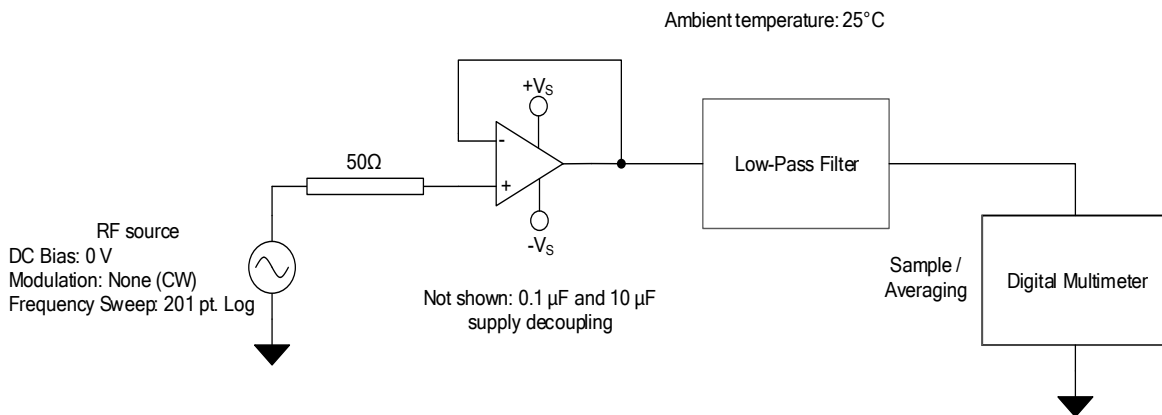 Ambient temperature: 25°C
+VS
-
50Ω
+
Low-Pass Filter
RF source
DC Bias: 0 V
Modulation: None (CW)
Frequency Sweep: 201 pt. Log
-VS
Not shown: 0.1 µF and 10 µF
supply decoupling
Sample /
Averaging
Digital Multimeter